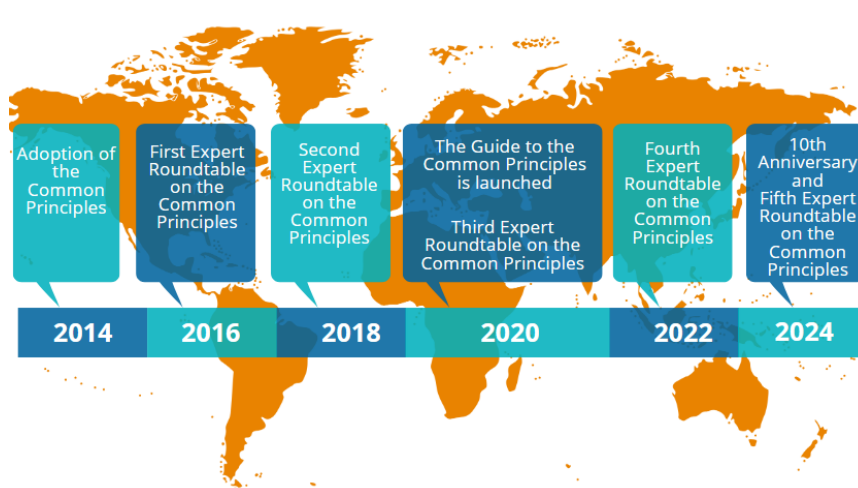 Adoption of
the
Common
Principles
First Expert
Roundtable
on the
Common
Principles
Second
Expert
Roundtable
on the
Common
Principles
The Guide to the
Common Principles
is launched
Third Expert
Roundtable on the
Common Principles
Fourth
Expert
Roundtable
on the
Common
Principles
10th
Anniversary
and
Fifth Expert
Roundtable
on the
Common
Principles
2014
2016
2018
2020
2022
2024